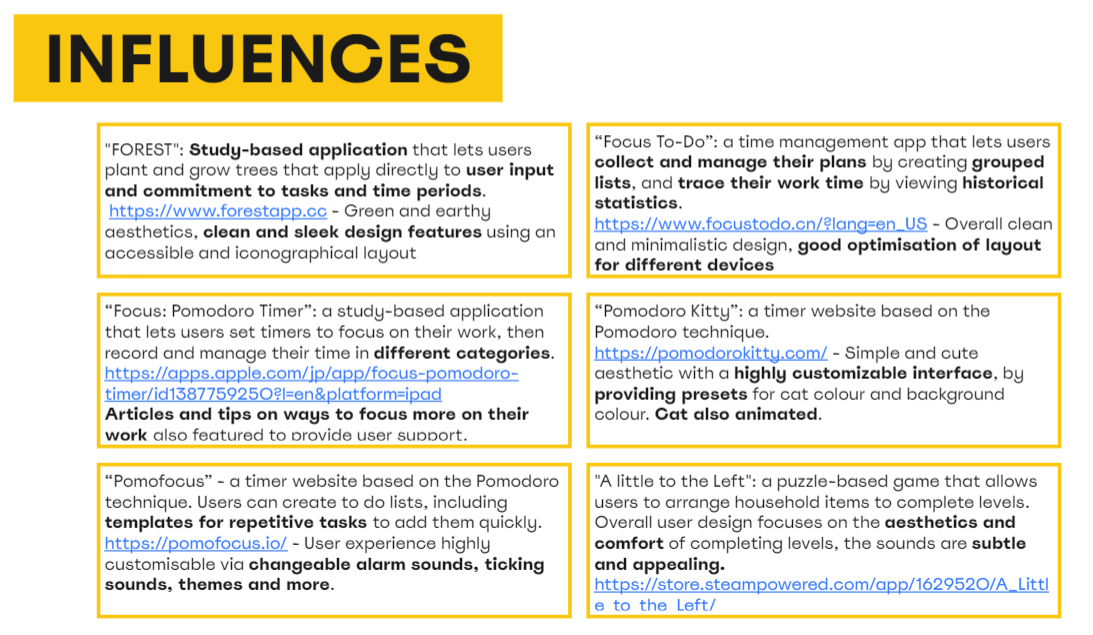 INFLUENCES
"FOREST": Study-based application that lets users
plant and grow trees that apply directly to user input
and commitment to tasks and time periods.
https://www.forestapp.cc - Green and earthy
aesthetics, clean and sleek design features using an
accessible and iconographical layout
“Focus To-Do”: a time management app that lets users
collect and manage their plans by creating grouped
lists, and trace their work time by viewing historical
statistics.
https://www.focustodo.cn/?lang=en_US - Overall clean
and minimalistic design, good optimisation of layout
for different devices
“Focus: Pomodoro Timer”: a study-based application
that lets users set timers to focus on their work, then
record and manage their time in different categories.
https://apps.apple.com/jp/app/focus-pomodoro-
timer/id1387759250?l=en&platform=ipad
Articles and tips on ways to focus more on their
work also featured to provide user support.
“Pomodoro Kitty”: a timer website based on the
Pomodoro technique.
https://pomodorokitty.com/ - Simple and cute
aesthetic with a highly customizable interface, by
providing presets for cat colour and background
colour. Cat also animated.
“Pomofocus” - a timer website based on the Pomodoro
technique. Users can create to do lists, including
templates for repetitive tasks to add them quickly.
https://pomofocus.io/ - User experience highly
customisable via changeable alarm sounds, ticking
sounds, themes and more.
"A little to the Left": a puzzle-based game that allows
users to arrange household items to complete levels.
Overall user design focuses on the aesthetics and
comfort of completing levels, the sounds are subtle
and appealing.
https://store.steampowered.com/app/1629520/A_Littl
e_to_the_Left/